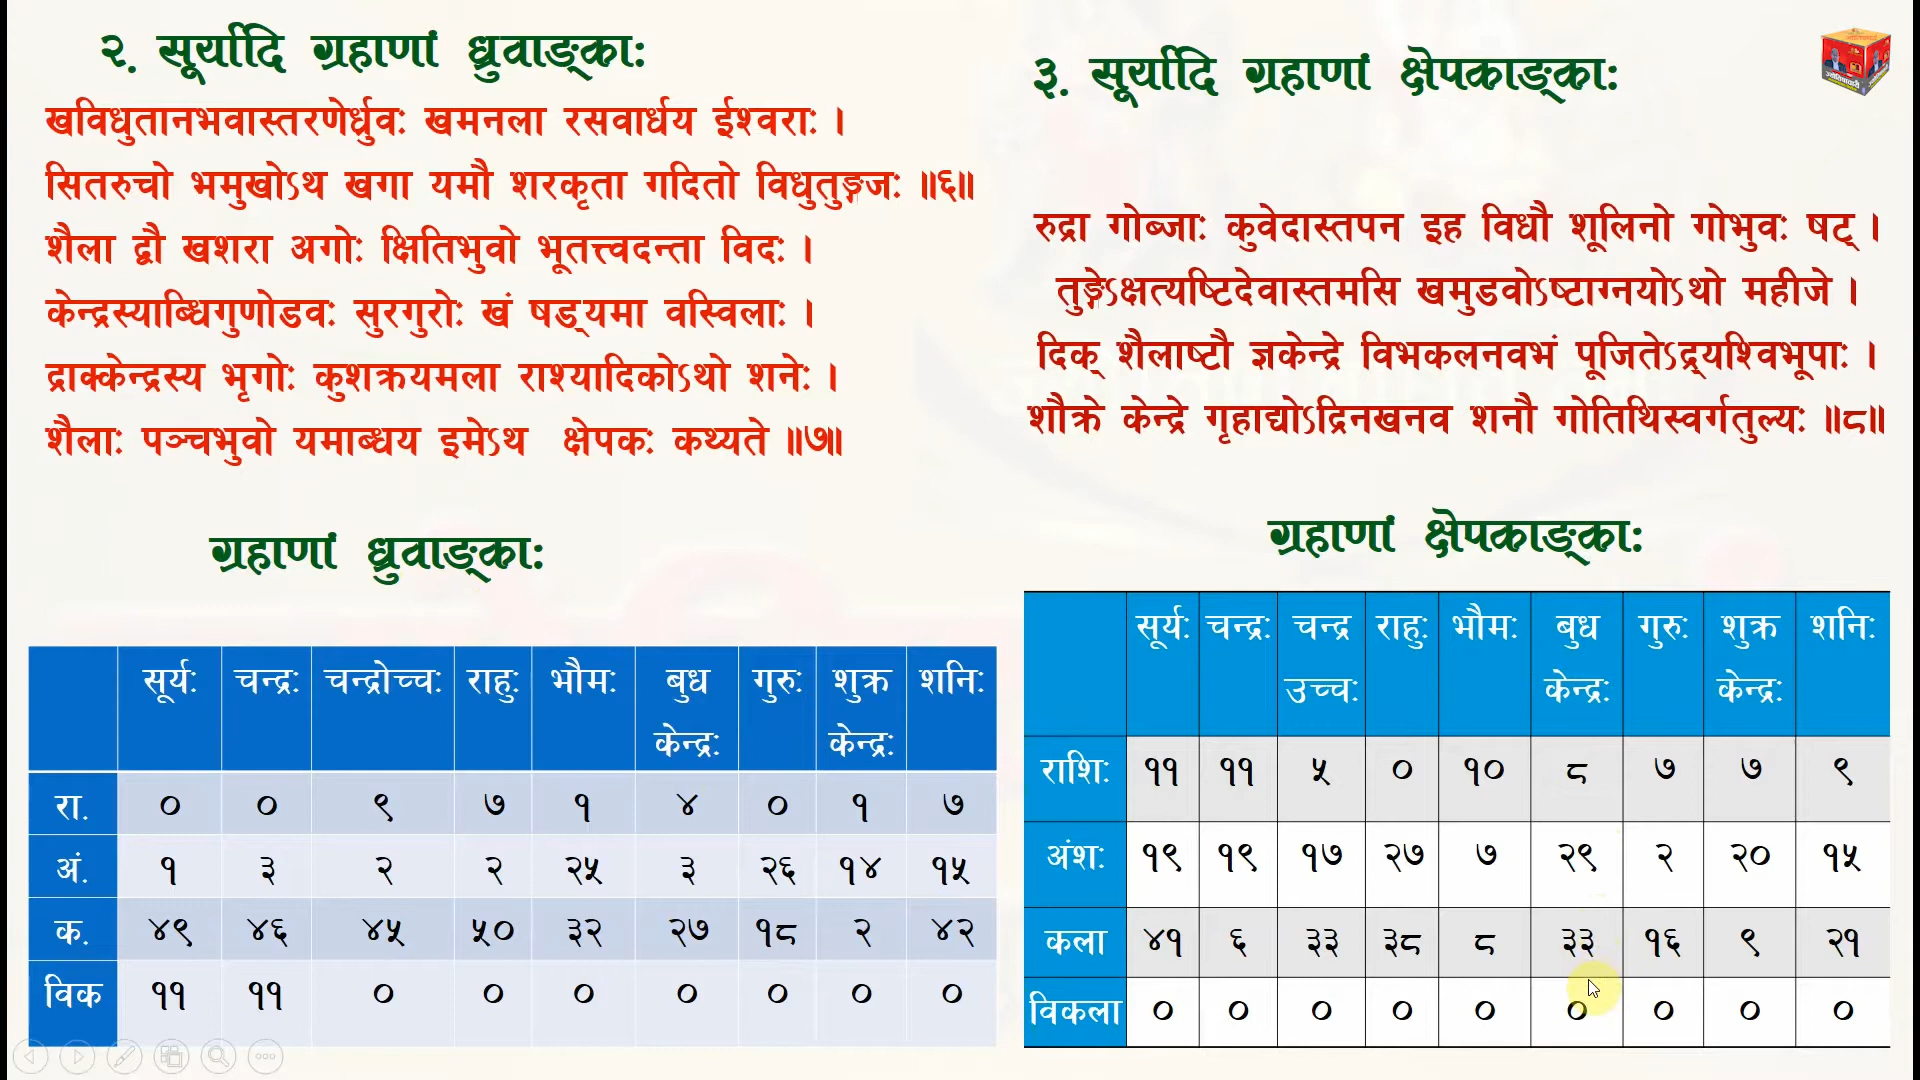 २. सूर्यादि ग्रहाणां ध्रुवाङ्काः
खविधुतानभवास्तरणेर्ध्रुवः खमनला रसवार्धय ईश्वराः ।
सितरुचो भमुखोऽथ खगा यमौ शरकृता गदितो विधुतुङ्गजः ॥६॥
शैला द्वौ खशरा अगोः क्षितिभुवो भूतत्त्वदन्ता विदः ।
केन्द्रस्याब्धिगुणोडवः सुरगुरोः खं षड्यमा वस्विलाः ।
द्राक्केन्द्रस्य भृगोः कुशक्रयमला राश्यादिकोऽथो शनेः ।
शैलाः पञ्चभुवो यमाब्धय इमेऽथ क्षेपकः कथ्यते ॥७॥
ग्रहाणां ध्रुवाङ्काः
सूर्यः चन्द्रः चन्द्रोच्चः राहुः भौमः बुध केन्द्रः गुरुः शुक्र केन्द्रः शनिः
रा. ० ० ९ ७ १ ४ ० १ ७
अं. १ ३ २ २ २५ ३ २६ १४ १५
क. ४९ ४६ ४५ ५० ३२ २७ १८ २ ४२
विक ११ ११ ० ० ० ० ० ० ०
३. सूर्यादि ग्रहाणां क्षेपकाङ्काः
रुद्रा गोब्जाः कुवेदास्तपन इह विधौ शूलिनो गोभुवः षट् ।
तुङ्गेऽक्षत्यष्टिदेवास्तमसि खमुडवोऽष्टाग्नयोऽथो महीजे ।
दिक् शैलाष्टौ ज्ञकेन्द्रे विभकलनवभं पूजितेऽद्र्यश्विभूपाः ।
शौक्रे केन्द्रे गृहाद्योऽद्रिनखनव शनौ गोतिथिस्वर्गतुल्यः ॥८॥
ग्रहाणां क्षेपकाङ्काः
सूर्यः चन्द्रः चन्द्र उच्चः राहुः भौमः बुध केन्द्रः गुरुः शुक्र केन्द्रः शनिः
राशिः ११ ११ ५ ० १० ८ ७ ७ ९
अंशः १९ १९ १७ २७ ७ २९ २ २० १५
कला ४१ ६ ३३ ३८ ८ ३३ १६ ९ २१
विकला ० ० ० ० ० ० ० ० ०